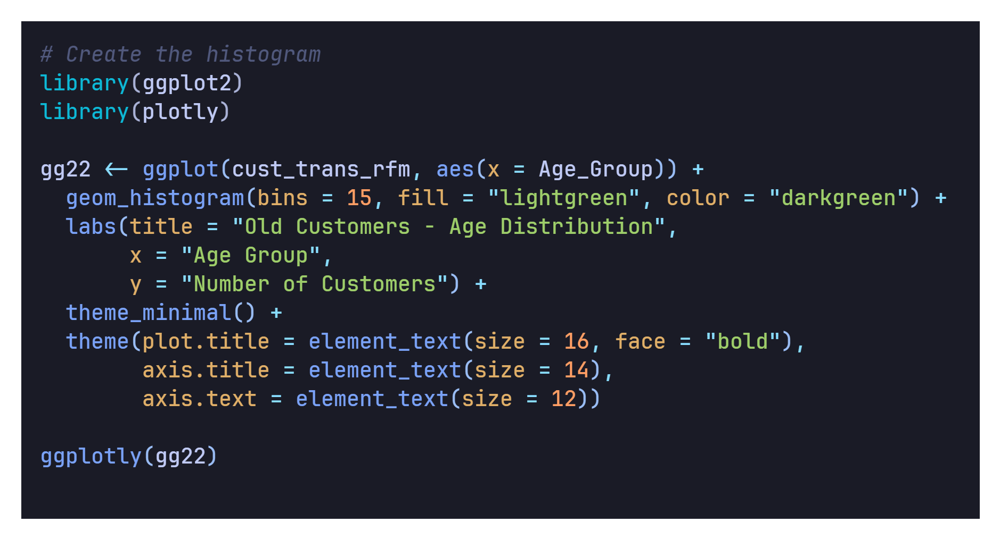 # Create the histogram
library(ggplot2)
library(plotly)

gg22 <- ggplot(cust_trans_rfm, aes(x = Age_Group)) +
  geom_histogram(bins = 15, fill = "lightgreen", color = "darkgreen") +
  labs(title = "Old Customers - Age Distribution",
       x = "Age Group",
       y = "Number of Customers") +
  theme_minimal() +
  theme(plot.title = element_text(size = 16, face = "bold"),
        axis.title = element_text(size = 14),
        axis.text = element_text(size = 12))

ggplotly(gg22)